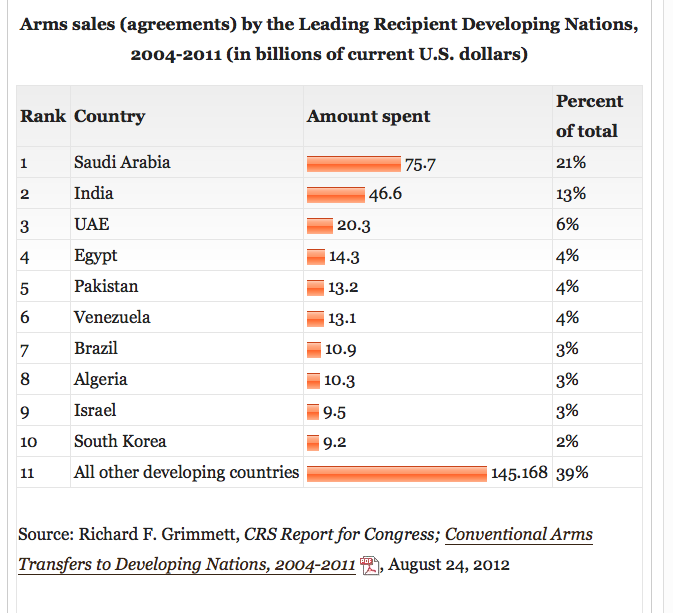 Arms sales (agreements) by the Leading Recipient Developing Nations,
2004-2011 (in billions of current U.S. dollars)
Rank Country Amount spent Percent of total
1 Saudi Arabia 75.7 21%
2 India 46.6 13%
3 UAE 20.3 6%
4 Egypt 14.3 4%
5 Pakistan 13.2 4%
6 Venezuela 13.1 4%
7 Brazil 10.9 3%
8 Algeria 10.3 3%
9 Israel 9.5 3%
10 South Korea 9.2 2%
11 All other developing countries 145.168 39%
Source: Richard F. Grimmett, CRS Report for Congress; Conventional Arms
Transfers to Developing Nations, 2004-2011 , August 24, 2012